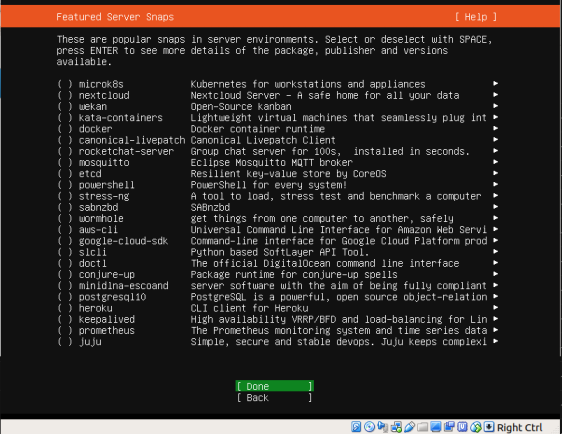 Featured Server Snaps [ Help ]
These are popular snaps in server environments. Select or deselect with SPACE,
press ENTER to see more details of the package, publisher and versions
available.
( ) microk8s Kubernetes for workstations and appliances ▸
( ) nextcloud Nextcloud Server - A safe home for all your data ▸
( ) wekan Open-Source kanban ▸
( ) kata-containers Lightweight virtual machines that seamlessly plug int ▸
( ) docker Docker container runtime ▸
( ) canonical-livepatch Canonical Livepatch Client ▸
( ) rocketchat-server Group chat server for 100s, installed in seconds. ▸
( ) mosquitto Eclipse Mosquitto MQTT broker ▸
( ) etcd Resilient key-value store by CoreOS ▸
( ) powershell PowerShell for every system! ▸
( ) stress-ng A tool to load, stress test and benchmark a computer ▸
( ) sabnzbd SABnzbd ▸
( ) wormhole get things from one computer to another, safely ▸
( ) aws-cli Universal Command Line Interface for Amazon Web Servi ▸
( ) google-cloud-sdk Command-line interface for Google Cloud Platform prod ▸
( ) slcli Python based SoftLayer API Tool. ▸
( ) doctl The official DigitalOcean command line interface ▸
( ) conjure-up Package runtime for conjure-up spells ▸
( ) minidlna-escoand server software with the aim of being fully compliant ▸
( ) postgresql10 PostgreSQL is a powerful, open source object-relation ▸
( ) heroku CLI client for Heroku ▸
( ) keepalived High availability VRRP/BFD and load-balancing for Lin ▸
( ) prometheus The Prometheus monitoring system and time series data ▸
( ) juju Simple, secure and stable devops. Juju keeps complexi ▸
[ Done ]
[ Back ]
Right Ctrl